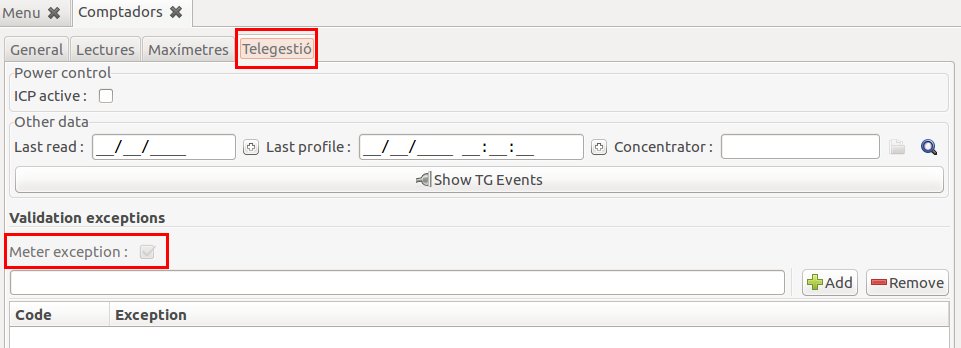 Menu Comptadors
General Lectures Maxímetres Telegestió
Power control
ICP active :
Other data
Last read : __/__/____ Last profile : __/__/____ __:__:__ Concentrator :
Show TG Events
Validation exceptions
Meter exception :
Add Remove
Code Exception